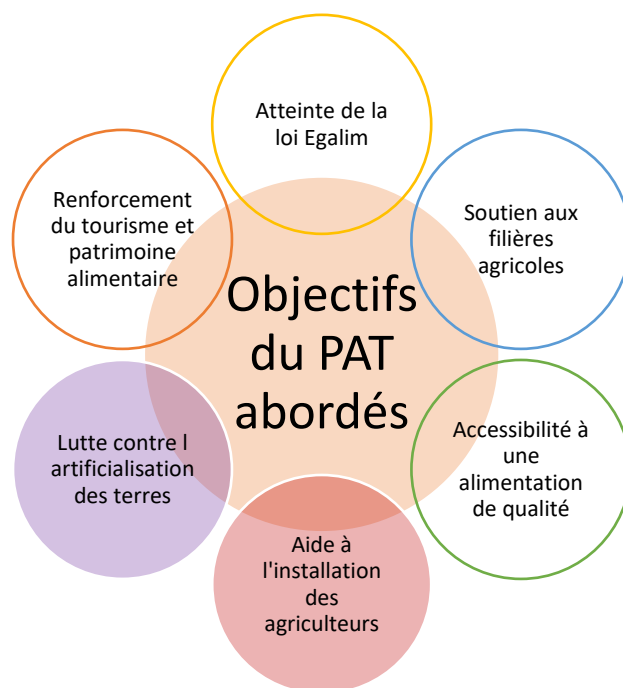 Atteinte de la
loi Egalim
Renforcement
du tourisme et
patrimoine
alimentaire
Soutien aux
filières
agricoles
Objectifs
du PAT
abordés
Lutte contre l
artificialisation
des terres
Accessibilité à
une
alimentation
de qualité
Aide à
l'installation
des
agriculteurs